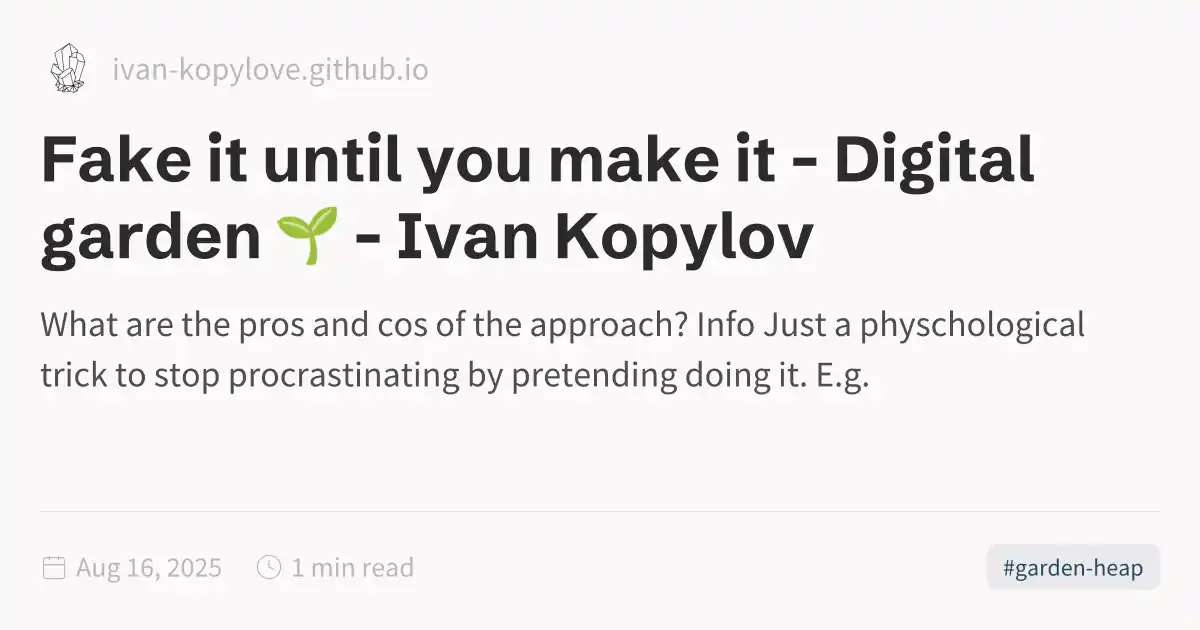 ivan-kopylove.github.io
Fake it until you make it - Digital
garden 🌱 - Ivan Kopylov
What are the pros and cos of the approach? Info Just a physchological
trick to stop procrastinating by pretending doing it. E.g.
Aug 16, 2025
1 min read
#garden-heap